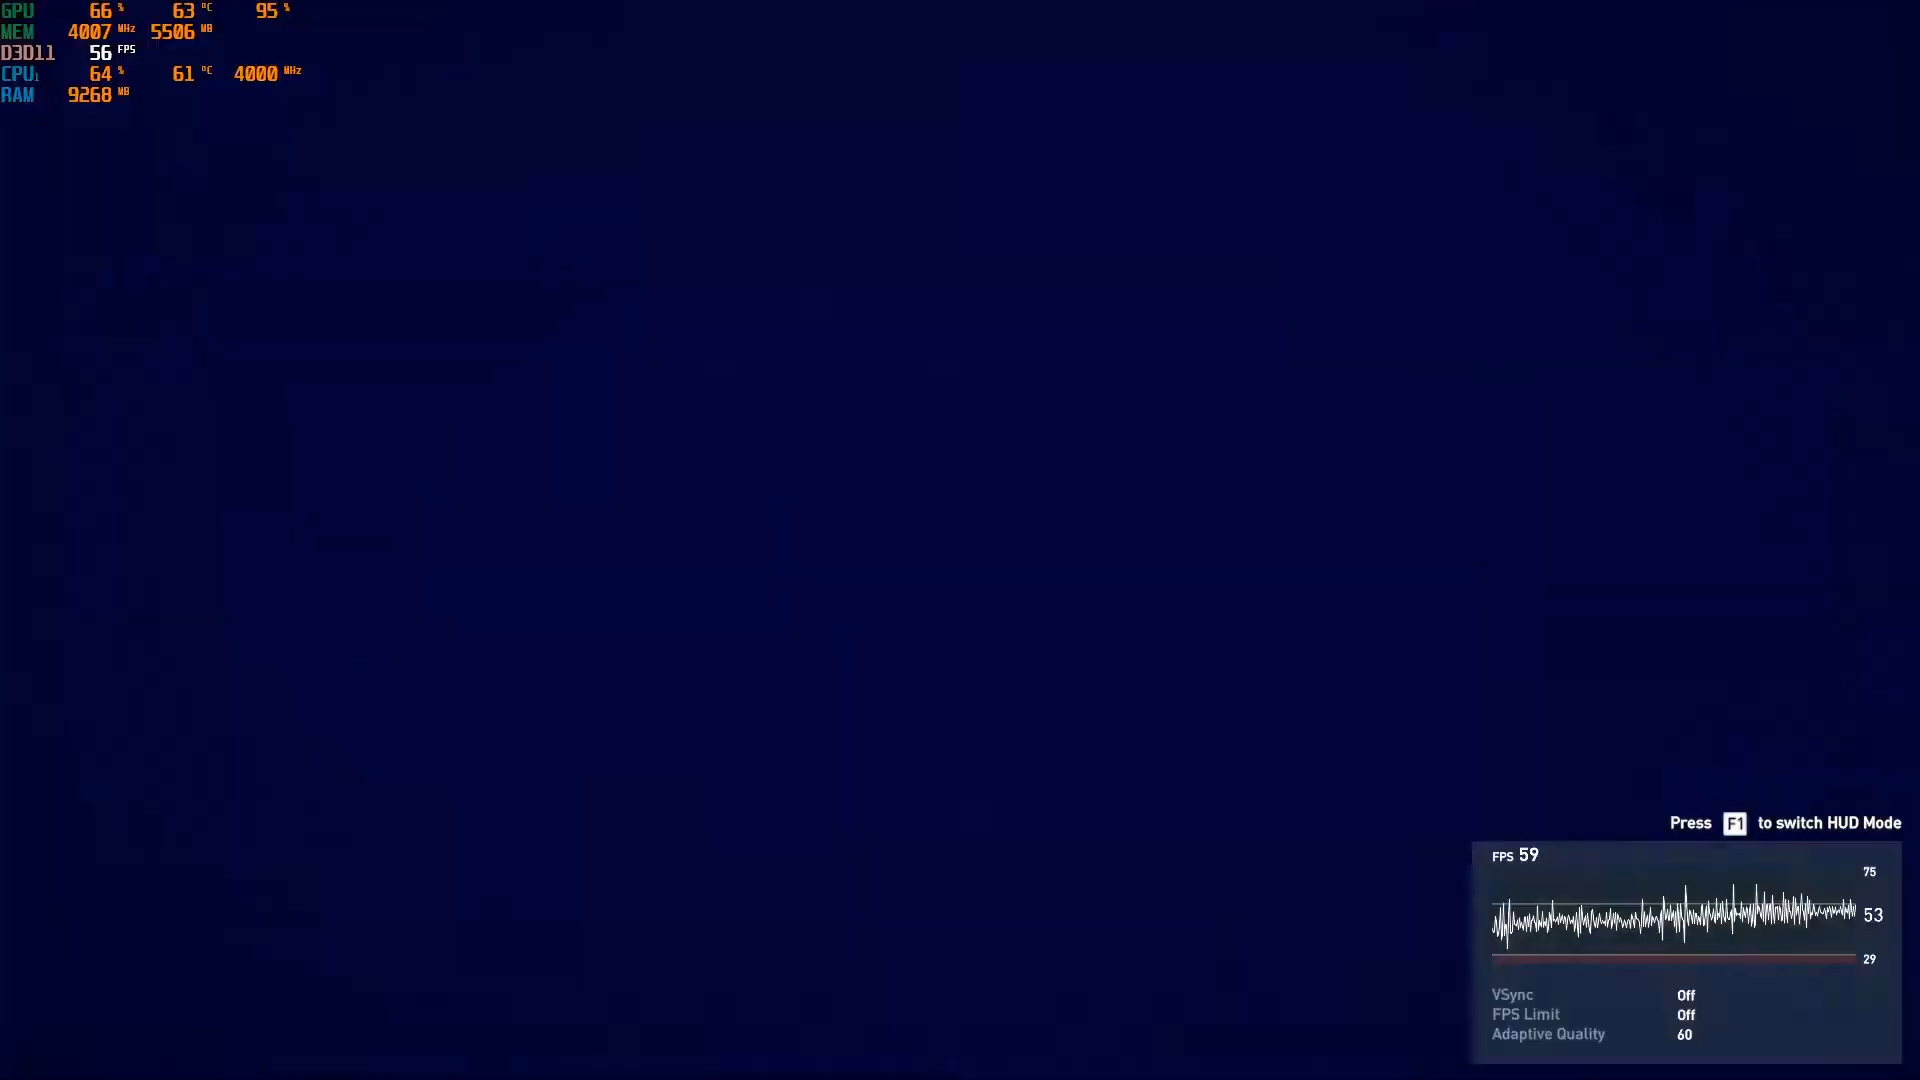 GPU 66 % 63 °C 95 %
MEM 4007 MHz 5506 MB
D3D11 56 FPS
CPU1 64 % 61 °C 4000 MHz
RAM 9268 MB
Press F1 to switch HUD Mode
FPS 59
75
53
29
VSync Off
FPS Limit Off
Adaptive Quality 60